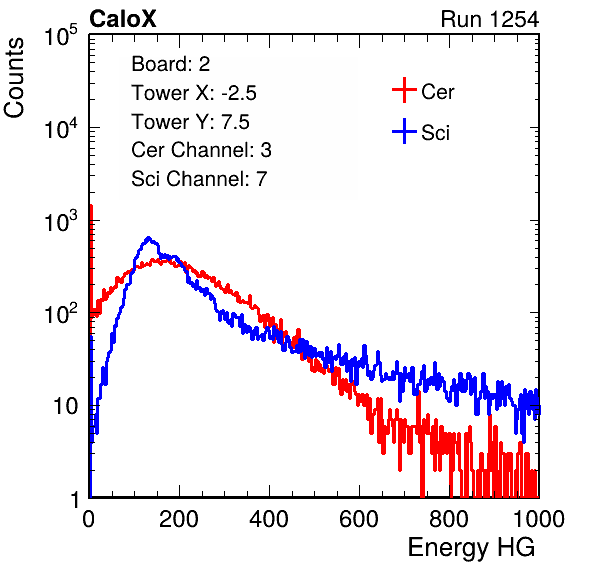 CaloX Run 1254
Counts
Board: 2
Tower X: -2.5
Tower Y: 7.5
Cer Channel: 3
Sci Channel: 7
Cer
Sci
10^5
10^4
10^3
10^2
10
1
0 200 400 600 800 1000
Energy HG